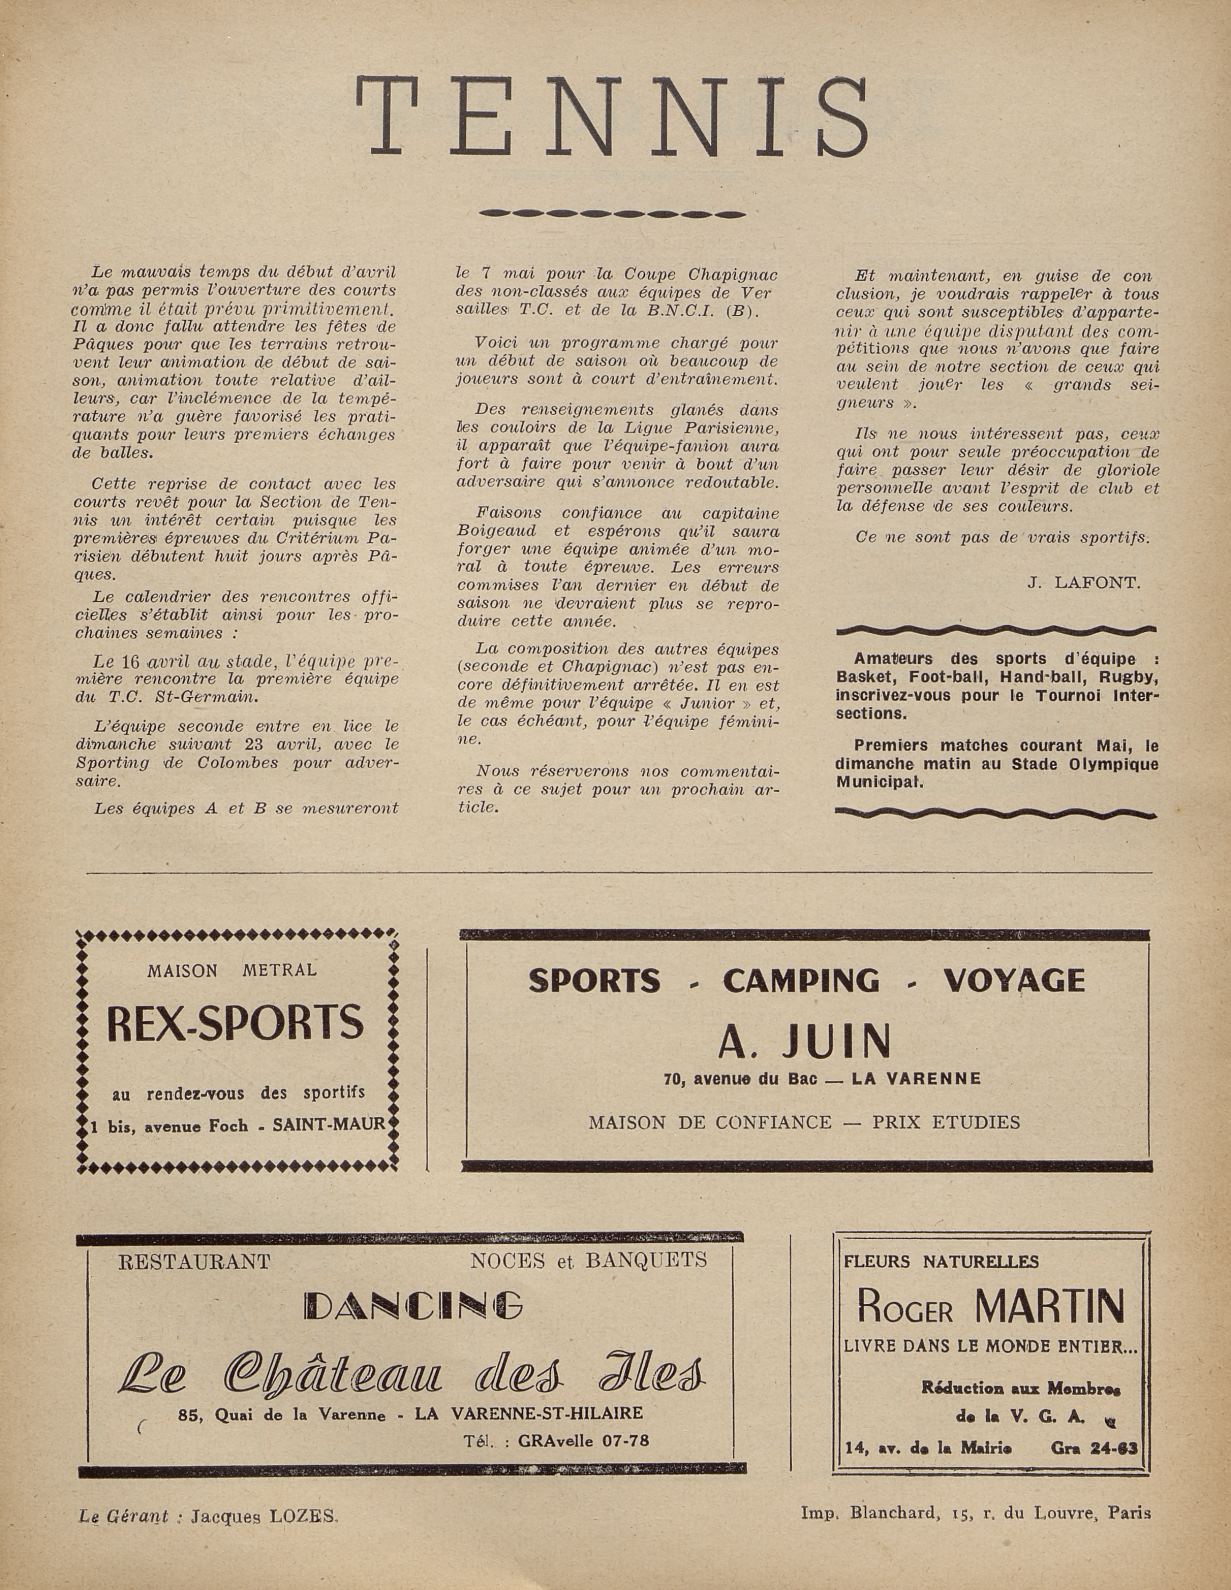 TENNIS
Le mauvais temps du début d'avril
n'a pas permis l'ouverture des courts
comme il était prévu primitivement.
Il a donc fallu attendre les fêtes de
Pâques pour que les terrains retrou-
vent leur animation de début de sai-
son, animation toute relative d'ail-
leurs, car l'inclémence de la tempé-
rature n'a guère favorisé les prati-
quants pour leurs premiers échanges
de balles.
Cette reprise de contact avec les
courts revêt pour la Section de Ten-
nis un intérêt certain puisque les
premières épreuves du Critérium Pa-
risien débutent huit jours après Pâ-
ques.
Le calendrier des rencontres offi-
cielles s'établit ainsi pour les pro-
chaines semaines :
Le 16 avril au stade, l'équipe pre-
mière rencontre la première équipe
du T.C. St-Germain.
L'équipe seconde entre en lice le
dimanche suivant 23 avril, avec le
Sporting de Colombes pour adver-
saire.
Les équipes A et B se mesureront
le 7 mai pour la Coupe Chapignac
des non-classés aux équipes de Ver
sailles T.C. et de la B.N.C.I. (B).
Voici un programme chargé pour
un début de saison où beaucoup de
joueurs sont à court d'entraînement.
Des renseignements glanés dans
les couloirs de la Ligue Parisienne,
il apparaît que l'équipe-fanion aura
fort à faire pour venir à bout d'un
adversaire qui s'annonce redoutable.
Faisons confiance au capitaine
Boigeaud et espérons qu'il saura
forger une équipe animée d'un mo-
ral à toute épreuve. Les erreurs
commises l'an dernier en début de
saison ne devraient plus se repro-
duire cette année.
La composition des autres équipes
(seconde et Chapignac) n'est pas en-
core définitivement arrêtée. Il en est
de même pour l'équipe « Junior » et,
le cas échéant, pour l'équipe fémini-
ne.
Nous réserverons nos commentai-
res à ce sujet pour un prochain ar-
ticle.
Et maintenant, en guise de con
clusion, je voudrais rappeler à tous
ceux qui sont susceptibles d'apparte-
nir à une équipe disputant des com-
pétitions que nous n'avons que faire
au sein de notre section de ceux qui
veulent jouer les « grands sei-
gneurs ».
Ils ne nous intéressent pas, ceux
qui ont pour seule préoccupation de
faire passer leur désir de gloriole
personnelle avant l'esprit de club et
la défense de ses couleurs.
Ce ne sont pas de vrais sportifs.
J. LAFONT.
Amateurs des sports d'équipe :
Basket, Foot-ball, Hand-ball, Rugby,
inscrivez-vous pour le Tournoi Inter-
sections.
Premiers matches courant Mai, le
dimanche matin au Stade Olympique
Municipal.
MAISON METRAL
REX-SPORTS
au rendez-vous des sportifs
1 bis, avenue Foch - SAINT-MAUR
SPORTS - CAMPING - VOYAGE
A. JUIN
70, avenue du Bac — LA VARENNE
MAISON DE CONFIANCE — PRIX ETUDIES
RESTAURANT NOCES et BANQUETS
DANCING
Le Château des Iles
85, Quai de la Varenne - LA VARENNE-ST-HILAIRE
Tél. : GRAvelle 07-78
FLEURS NATURELLES
ROGER MARTIN
LIVRE DANS LE MONDE ENTIER...
Réduction aux Membres
de la V. G. A.
14, av. de la Mairie Gra 24-63
Le Gérant : Jacques LOZES.
Imp. Blanchard, 15, r. du Louvre, Paris